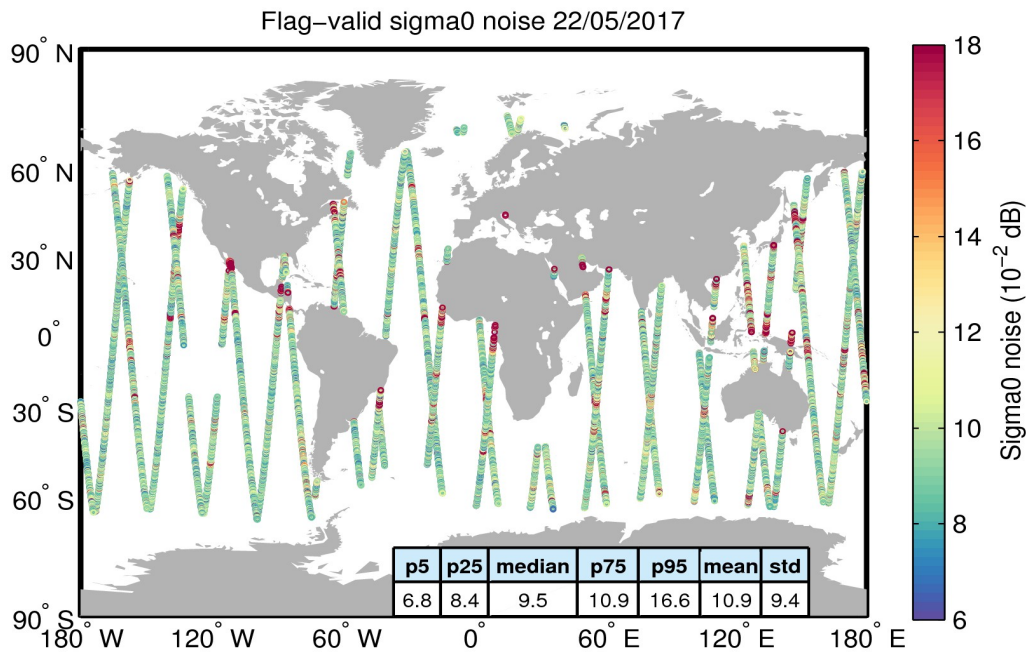 Flag−valid sigma0 noise 22/05/2017
90° N
60° N
30° N
0°
30° S
60° S
90° S
180° W
120° W
60° W
0°
60° E
120° E
180° E
p5 p25 median p75 p95 mean std
6.8 8.4 9.5 10.9 16.6 10.9 9.4
18
16
14
12
10
8
6
Sigma0 noise (10⁻² dB)